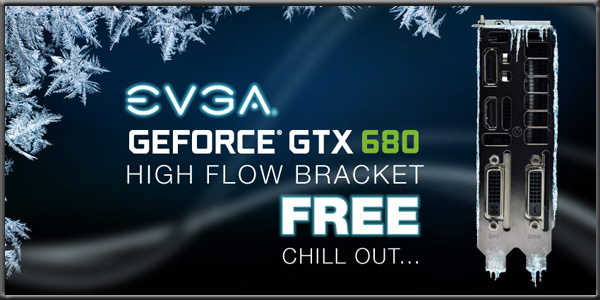 EVGA.
GEFORCE® GTX 680
HIGH FLOW BRACKET
FREE
CHILL OUT...